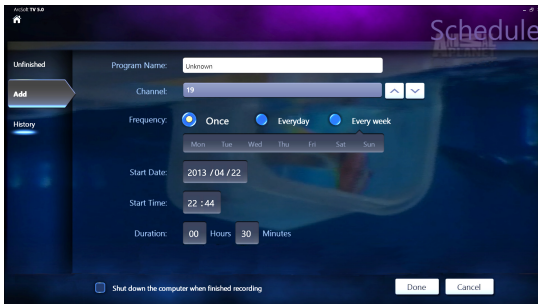 ArcSoft TV 5.0
Schedule
ANIMAL
PLANET
Unfinished
Add
History
Program Name: Unknown
Channel: 19
Frequency: Once Everyday Every week
Mon Tue Wed Thu Fri Sat Sun
Start Date: 2013 /04 /22
Start Time: 22 : 44
Duration: 00 Hours 30 Minutes
Shut down the computer when finished recording
Done Cancel